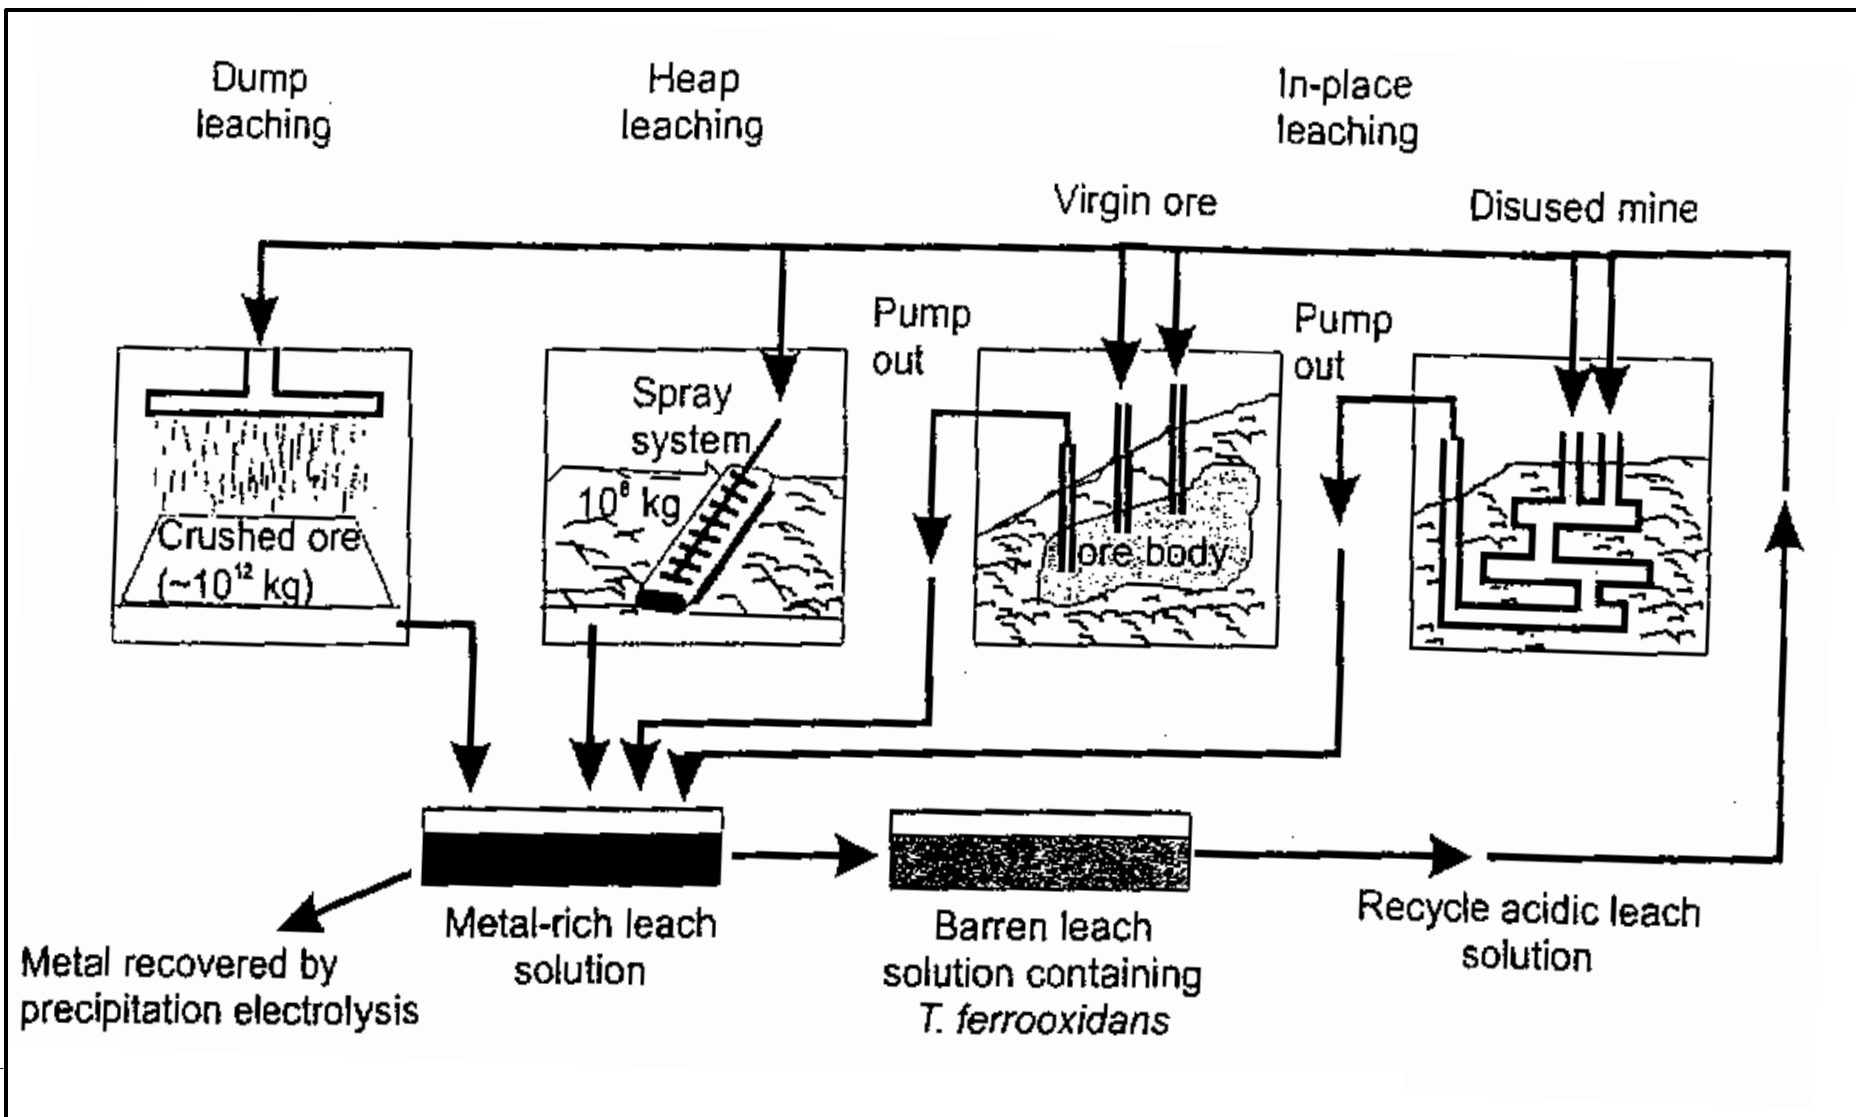 Dump
leaching
Heap
leaching
In-place
leaching
Virgin ore
Disused mine
Pump
out
Pump
out
Spray
system
10⁸ kg
Crushed ore
(~10¹² kg)
ore body
Metal-rich leach
solution
Barren leach
solution containing
T. ferrooxidans
Recycle acidic leach
solution
Metal recovered by
precipitation electrolysis